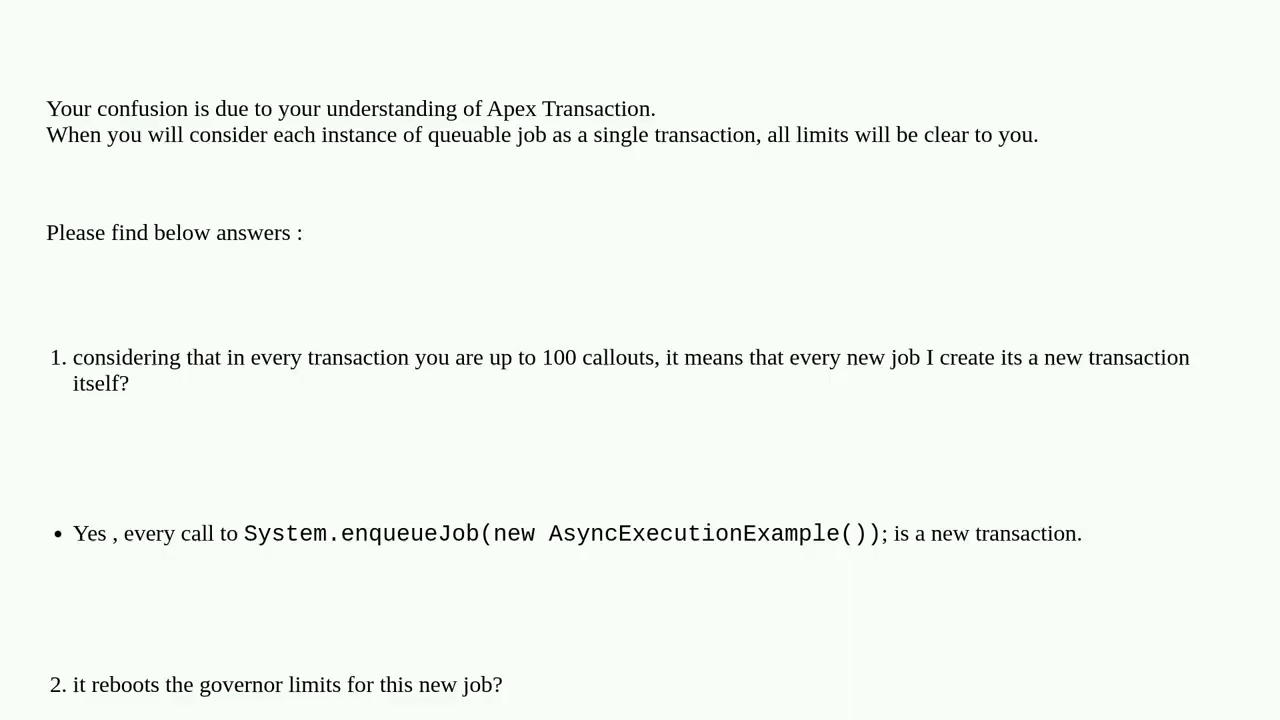 Your confusion is due to your understanding of Apex Transaction.
When you will consider each instance of queuable job as a single transaction, all limits will be clear to you.
Please find below answers :
1. considering that in every transaction you are up to 100 callouts, it means that every new job I create its a new transaction
itself?
• Yes , every call to System.enqueueJob(new AsyncExecutionExample()); is a new transaction.
2. it reboots the governor limits for this new job?